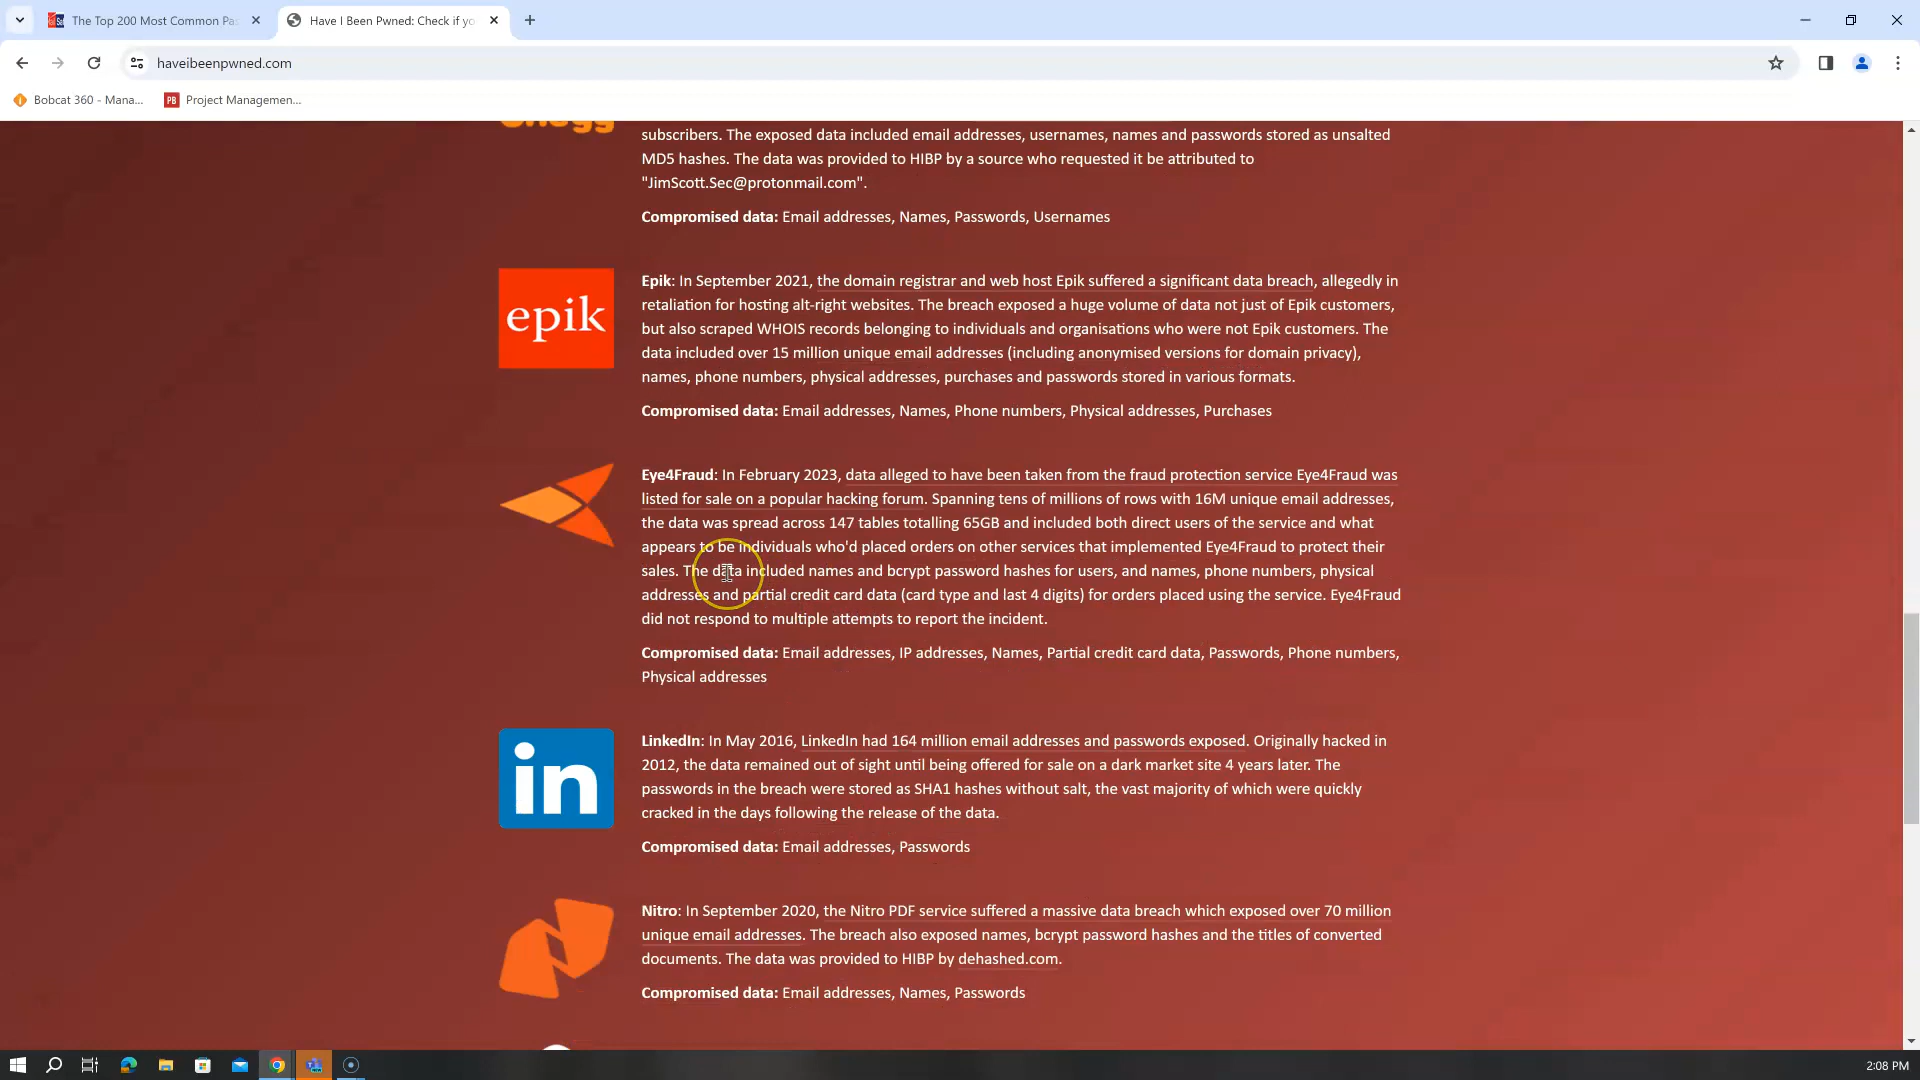 The Top 200 Most Common Pa
Have I Been Pwned: Check if yo
haveibeenpwned.com
Bobcat 360 - Mana...
PB Project Managemen...
subscribers. The exposed data included email addresses, usernames, names and passwords stored as unsalted
MD5 hashes. The data was provided to HIBP by a source who requested it be attributed to
"JimScott.Sec@protonmail.com".
Compromised data: Email addresses, Names, Passwords, Usernames
epik
Epik: In September 2021, the domain registrar and web host Epik suffered a significant data breach, allegedly in
retaliation for hosting alt-right websites. The breach exposed a huge volume of data not just of Epik customers,
but also scraped WHOIS records belonging to individuals and organisations who were not Epik customers. The
data included over 15 million unique email addresses (including anonymised versions for domain privacy),
names, phone numbers, physical addresses, purchases and passwords stored in various formats.
Compromised data: Email addresses, Names, Phone numbers, Physical addresses, Purchases
Eye4Fraud: In February 2023, data alleged to have been taken from the fraud protection service Eye4Fraud was
listed for sale on a popular hacking forum. Spanning tens of millions of rows with 16M unique email addresses,
the data was spread across 147 tables totalling 65GB and included both direct users of the service and what
appears to be individuals who'd placed orders on other services that implemented Eye4Fraud to protect their
sales. The data included names and bcrypt password hashes for users, and names, phone numbers, physical
addresses and partial credit card data (card type and last 4 digits) for orders placed using the service. Eye4Fraud
did not respond to multiple attempts to report the incident.
Compromised data: Email addresses, IP addresses, Names, Partial credit card data, Passwords, Phone numbers,
Physical addresses
in
LinkedIn: In May 2016, LinkedIn had 164 million email addresses and passwords exposed. Originally hacked in
2012, the data remained out of sight until being offered for sale on a dark market site 4 years later. The
passwords in the breach were stored as SHA1 hashes without salt, the vast majority of which were quickly
cracked in the days following the release of the data.
Compromised data: Email addresses, Passwords
Nitro: In September 2020, the Nitro PDF service suffered a massive data breach which exposed over 70 million
unique email addresses. The breach also exposed names, bcrypt password hashes and the titles of converted
documents. The data was provided to HIBP by dehashed.com.
Compromised data: Email addresses, Names, Passwords
2:08 PM